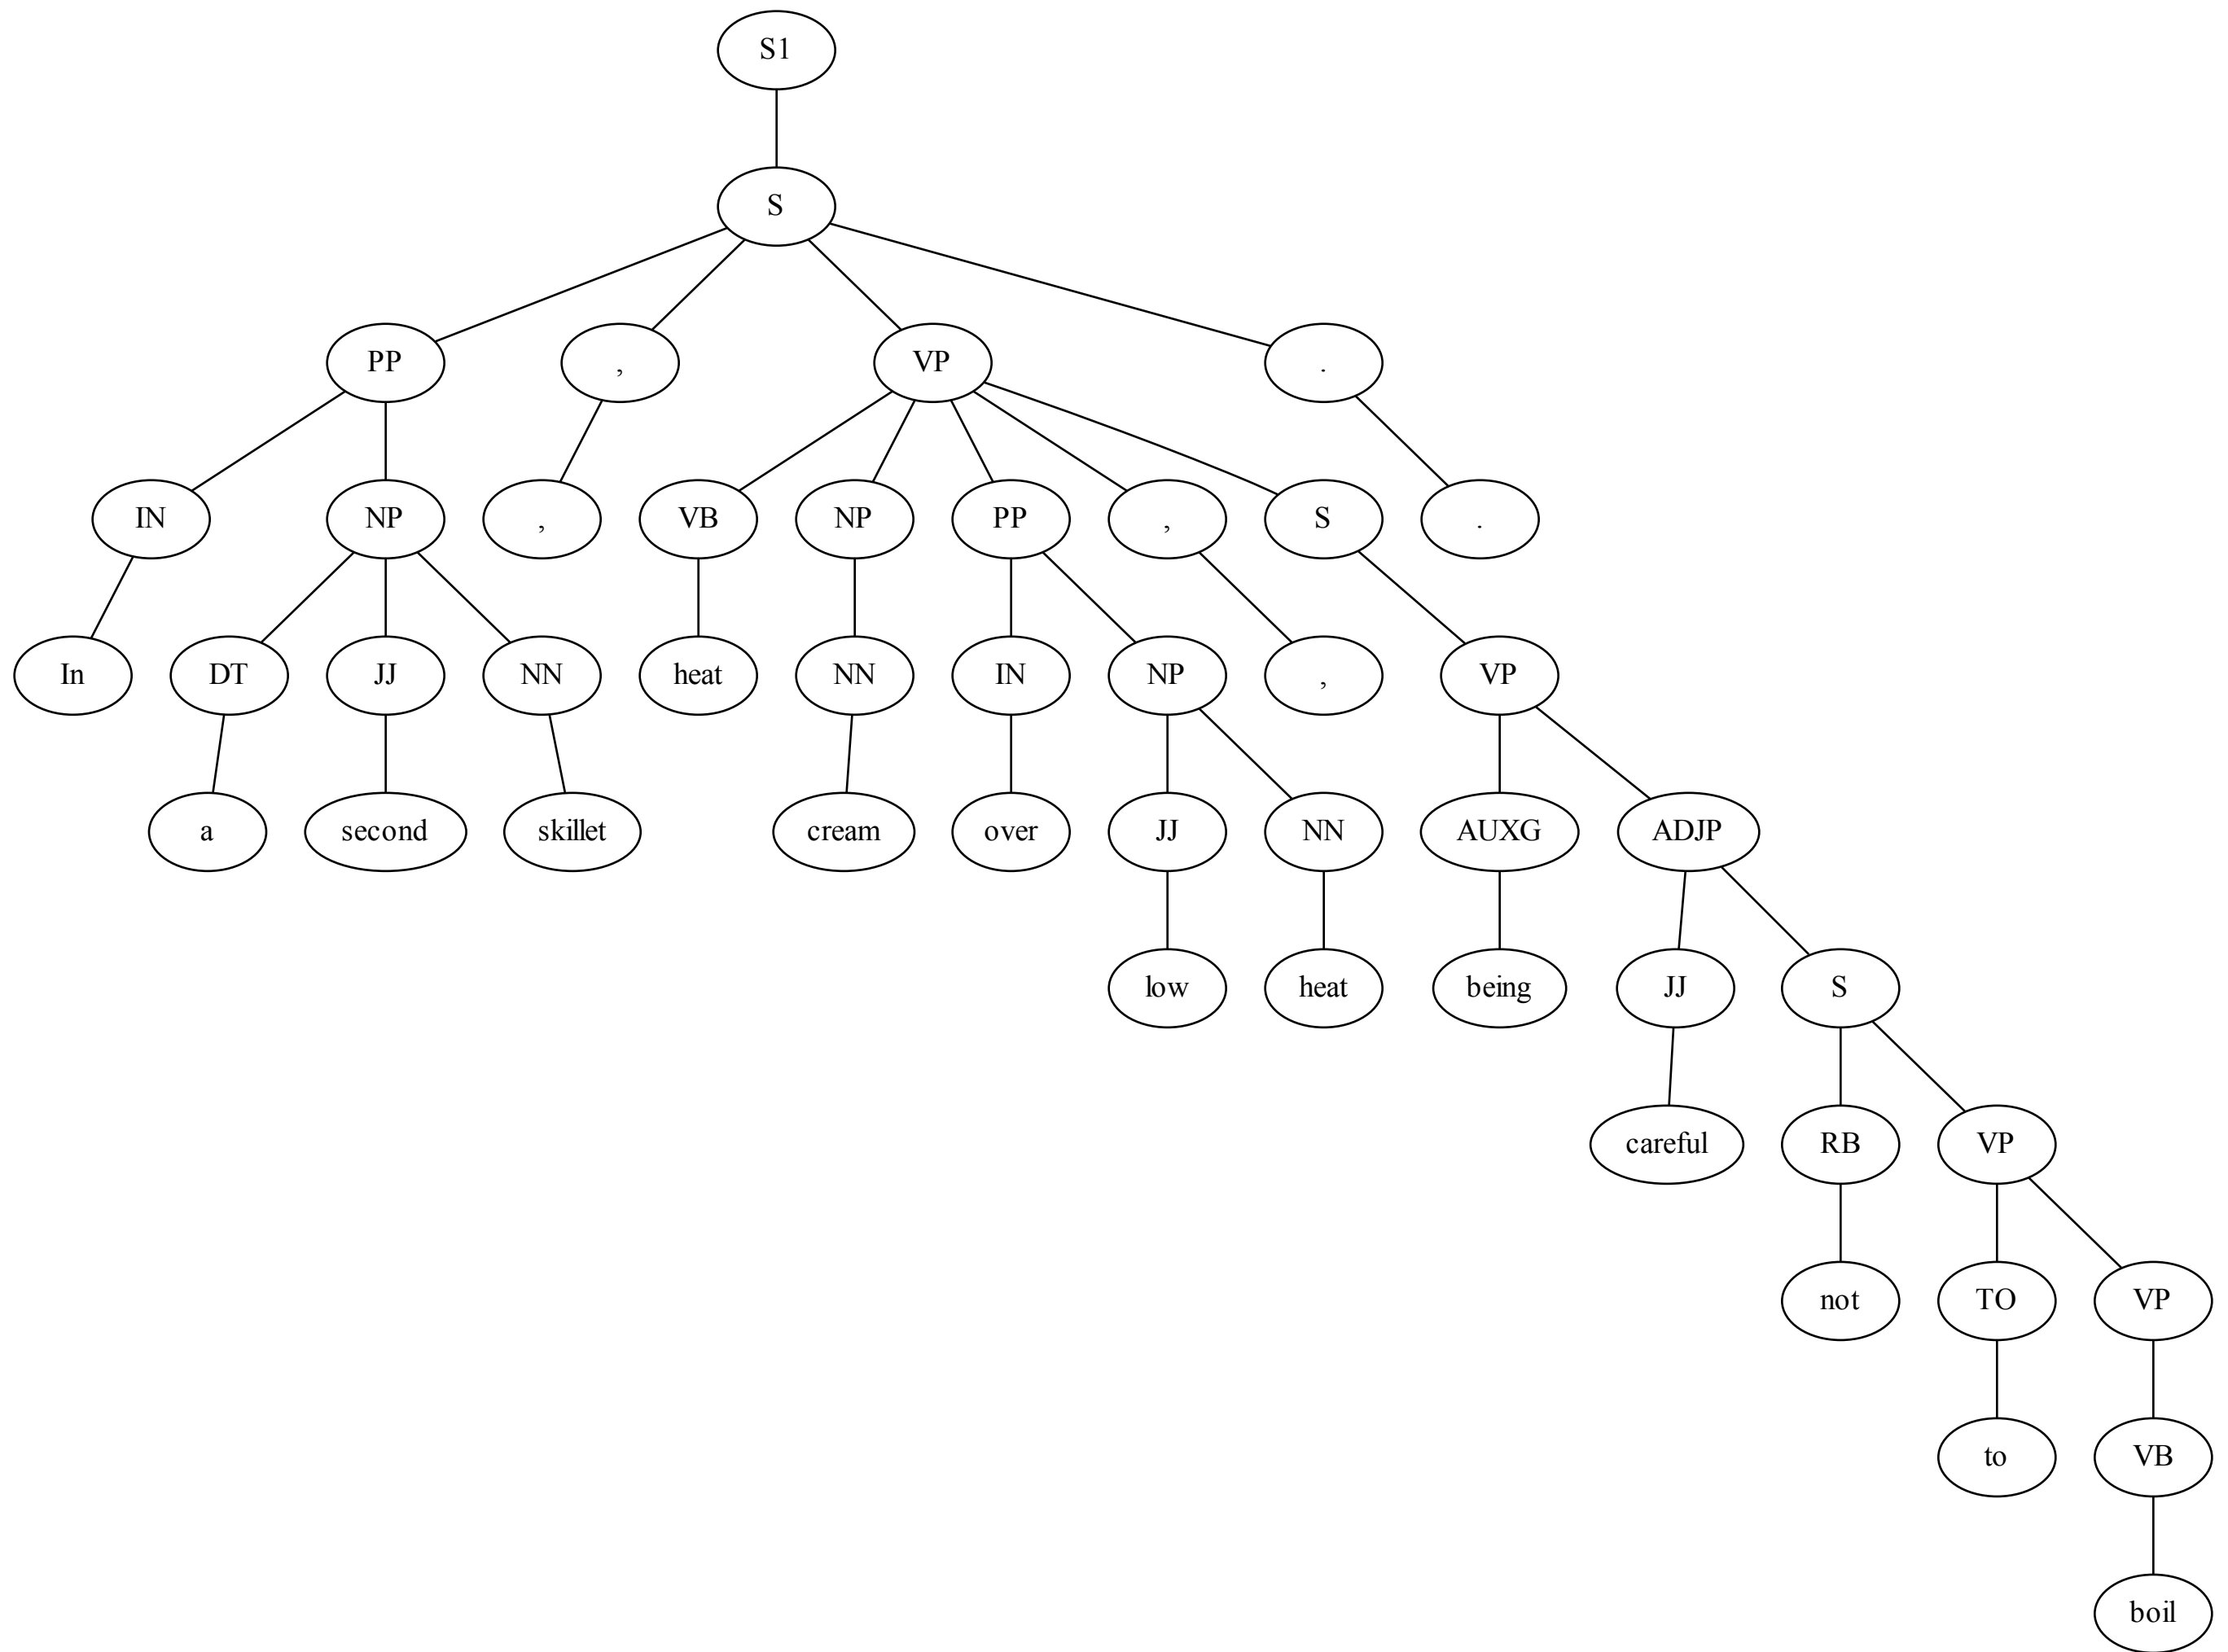 S1
S
PP , VP .
IN NP , VB NP PP , S .
In DT JJ NN heat NN IN NP , VP
a second skillet cream over JJ NN AUXG ADJP
low heat being JJ S
careful RB VP
not TO VP
to VB
boil